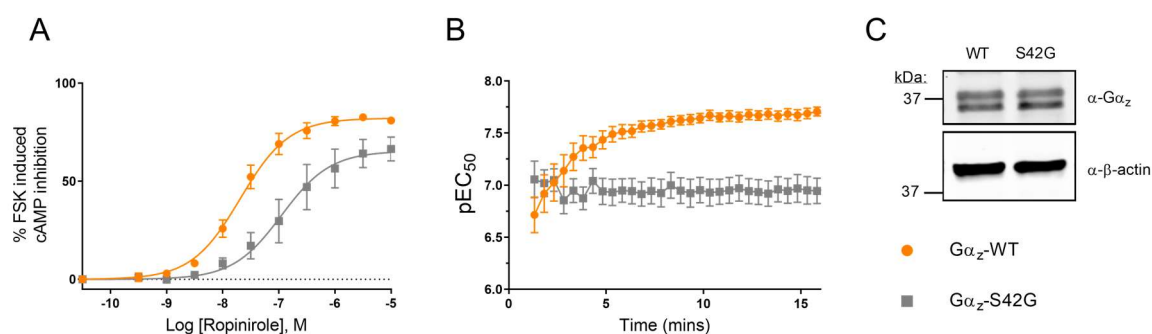 A
% FSK induced
cAMP inhibition
100
50
0
-10 -9 -8 -7 -6 -5
Log [Ropinirole], M
B
pEC50
8.0
7.5
7.0
6.5
6.0
0 5 10 15
Time (mins)
C
WT S42G
kDa:
37
α-Gαz
37
α-β-actin
Gαz-WT
Gαz-S42G